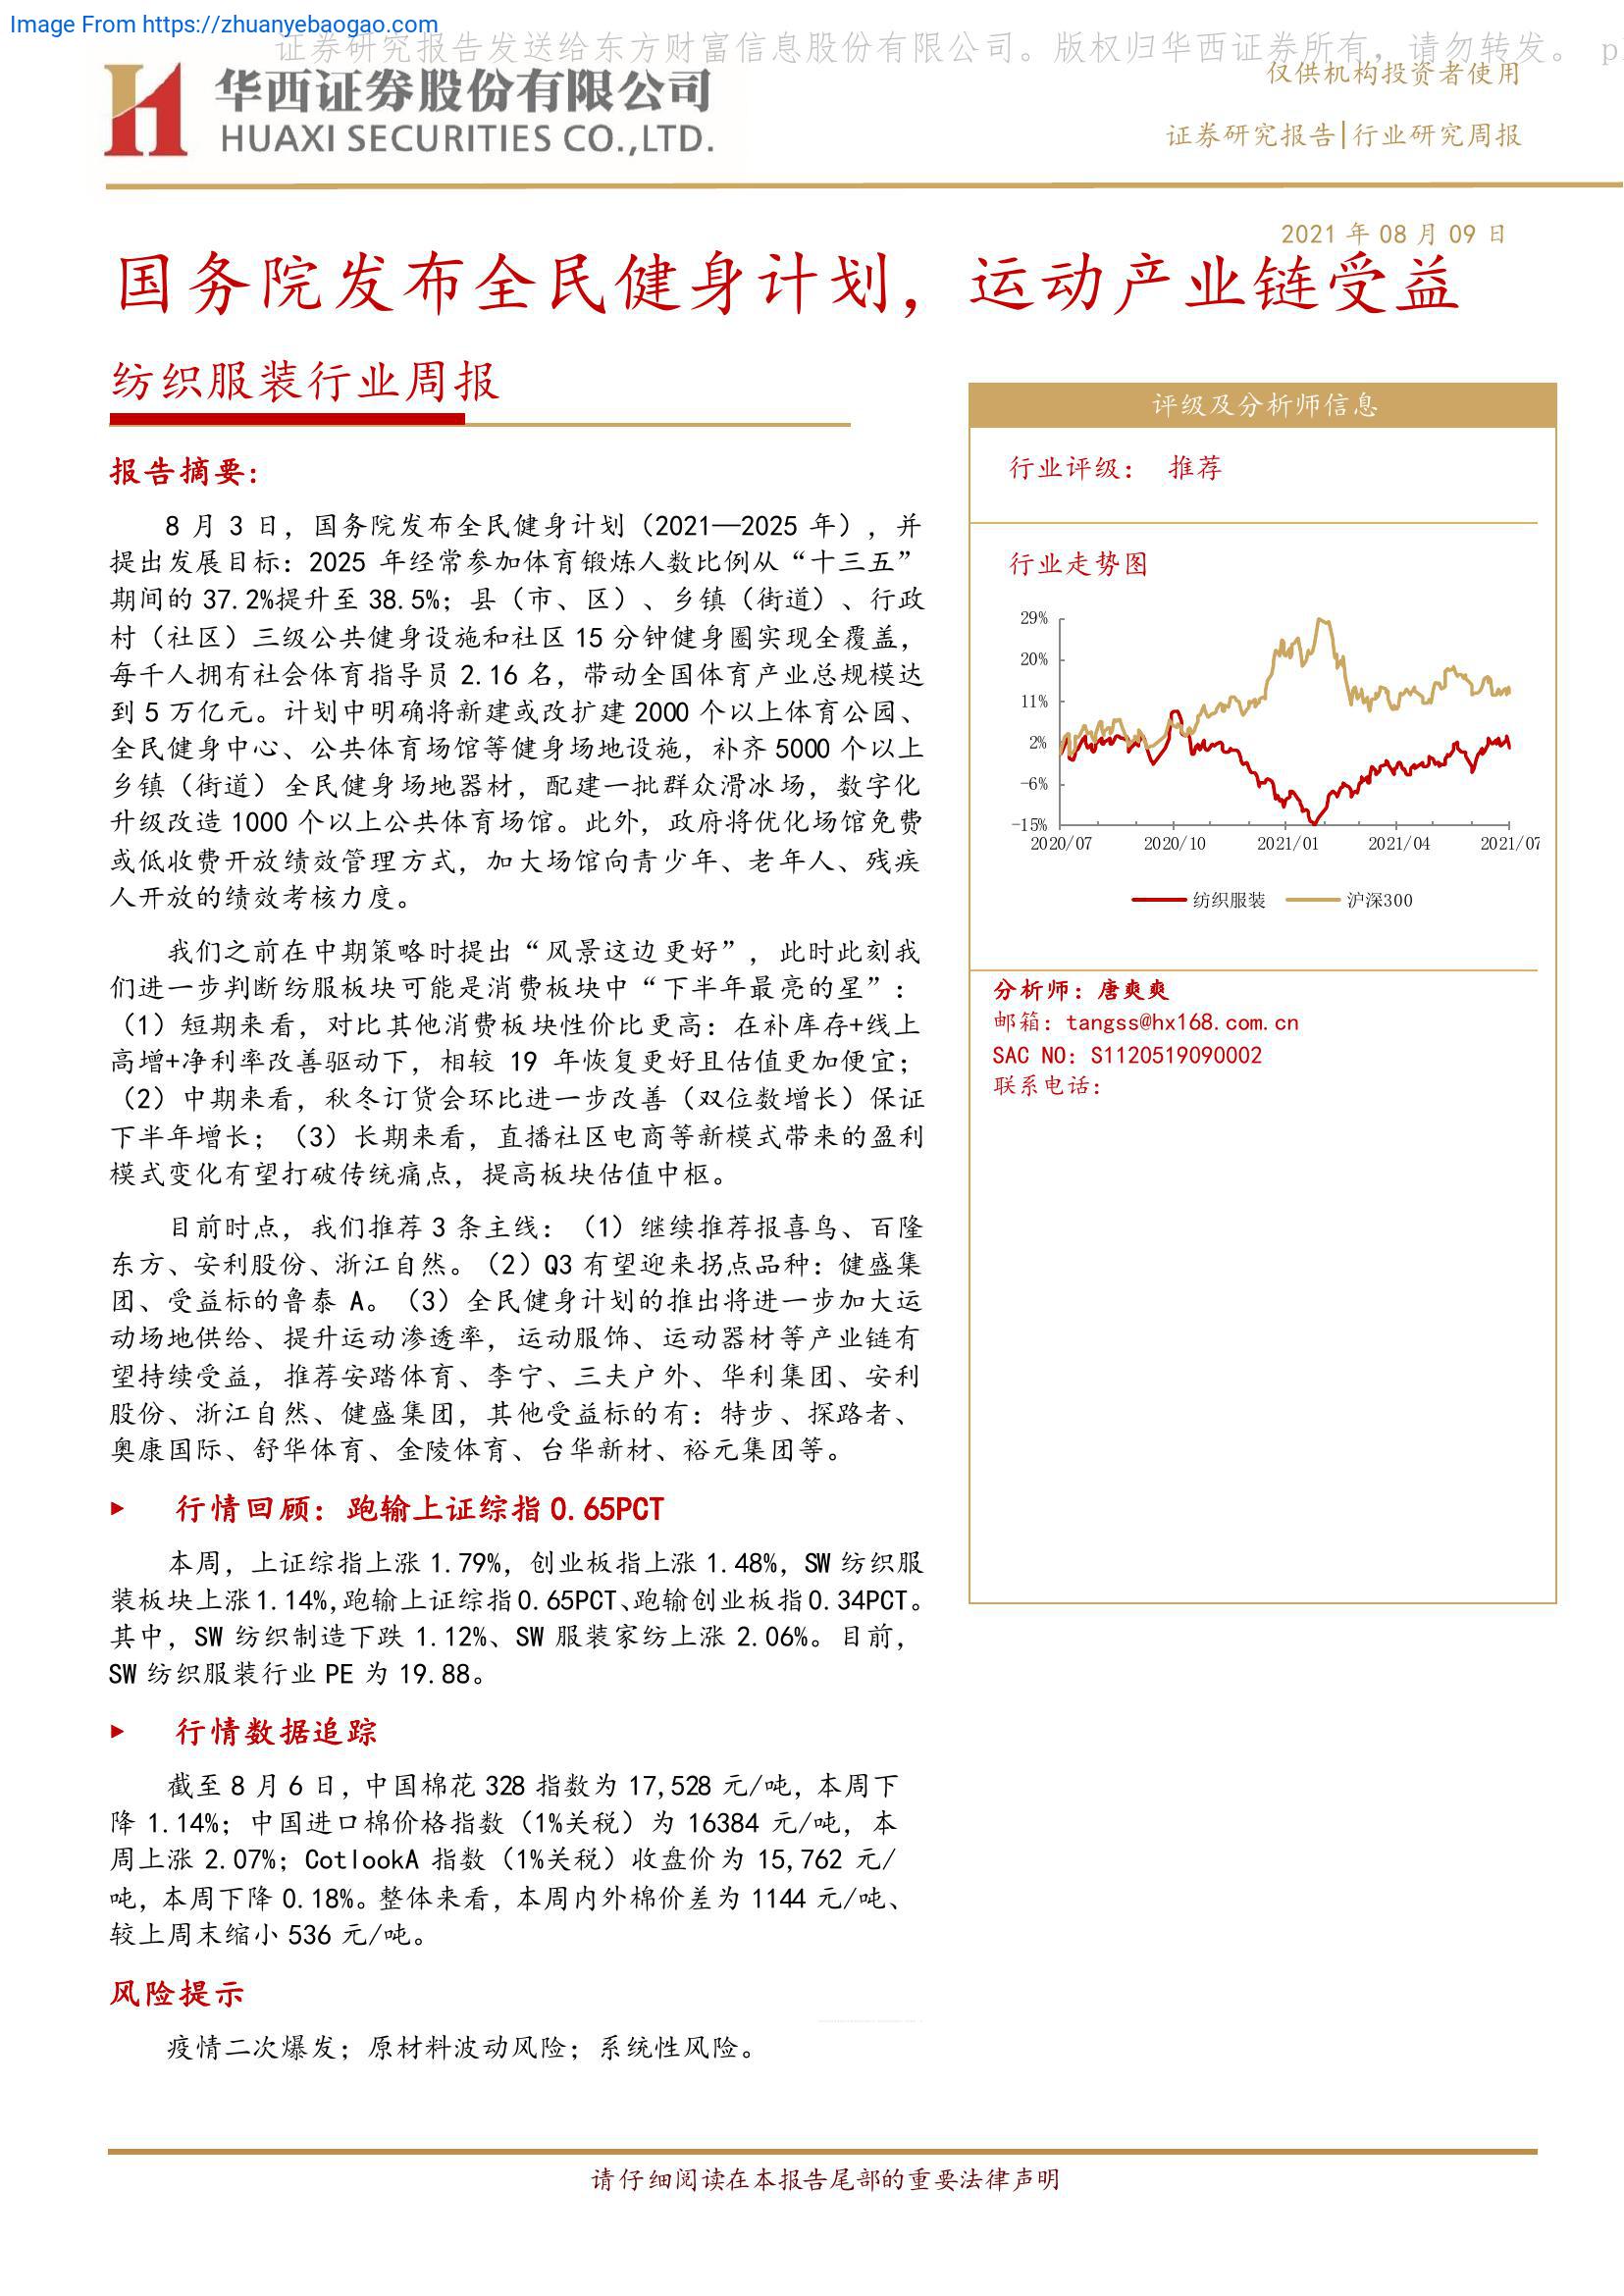 Image From https://zhuanyebaogao.com
证券研究报告发送给东方财富信息股份有限公司。版权归华西证券所有，请勿转发。 p
华西证券股份有限公司
HUAXI SECURITIES CO.,LTD.
仅供机构投资者使用
证券研究报告|行业研究周报
2021 年 08 月 09 日
国务院发布全民健身计划，运动产业链受益
纺织服装行业周报
报告摘要：
8 月 3 日，国务院发布全民健身计划（2021—2025 年），并
提出发展目标：2025 年经常参加体育锻炼人数比例从“十三五”
期间的 37.2%提升至 38.5%；县（市、区）、乡镇（街道）、行政
村（社区）三级公共健身设施和社区 15 分钟健身圈实现全覆盖，
每千人拥有社会体育指导员 2.16 名，带动全国体育产业总规模达
到 5 万亿元。计划中明确将新建或改扩建 2000 个以上体育公园、
全民健身中心、公共体育场馆等健身场地设施，补齐 5000 个以上
乡镇（街道）全民健身场地器材，配建一批群众滑冰场，数字化
升级改造 1000 个以上公共体育场馆。此外，政府将优化场馆免费
或低收费开放绩效管理方式，加大场馆向青少年、老年人、残疾
人开放的绩效考核力度。
我们之前在中期策略时提出“风景这边更好”，此时此刻我
们进一步判断纺服板块可能是消费板块中“下半年最亮的星”：
（1）短期来看，对比其他消费板块性价比更高：在补库存+线上
高增+净利率改善驱动下，相较 19 年恢复更好且估值更加便宜；
（2）中期来看，秋冬订货会环比进一步改善（双位数增长）保证
下半年增长；（3）长期来看，直播社区电商等新模式带来的盈利
模式变化有望打破传统痛点，提高板块估值中枢。
目前时点，我们推荐 3 条主线：（1）继续推荐报喜鸟、百隆
东方、安利股份、浙江自然。（2）Q3 有望迎来拐点品种：健盛集
团、受益标的鲁泰 A。（3）全民健身计划的推出将进一步加大运
动场地供给、提升运动渗透率，运动服饰、运动器材等产业链有
望持续受益，推荐安踏体育、李宁、三夫户外、华利集团、安利
股份、浙江自然、健盛集团，其他受益标的有：特步、探路者、
奥康国际、舒华体育、金陵体育、台华新材、裕元集团等。
► 行情回顾：跑输上证综指 0.65PCT
本周，上证综指上涨 1.79%，创业板指上涨 1.48%，SW 纺织服
装板块上涨 1.14%,跑输上证综指 0.65PCT、跑输创业板指 0.34PCT。
其中，SW 纺织制造下跌 1.12%、SW 服装家纺上涨 2.06%。目前，
SW 纺织服装行业 PE 为 19.88。
► 行情数据追踪
截至 8 月 6 日，中国棉花 328 指数为 17,528 元/吨，本周下
降 1.14%；中国进口棉价格指数（1%关税）为 16384 元/吨，本
周上涨 2.07%；CotlookA 指数（1%关税）收盘价为 15,762 元/
吨，本周下降 0.18%。整体来看，本周内外棉价差为 1144 元/吨、
较上周末缩小 536 元/吨。
风险提示
疫情二次爆发；原材料波动风险；系统性风险。
评级及分析师信息
行业评级： 推荐
行业走势图
29%
20%
11%
2%
-6%
-15%
2020/07 2020/10 2021/01 2021/04 2021/07
纺织服装 沪深300
分析师：唐爽爽
邮箱：tangss@hx168.com.cn
SAC NO：S1120519090002
联系电话：
请仔细阅读在本报告尾部的重要法律声明